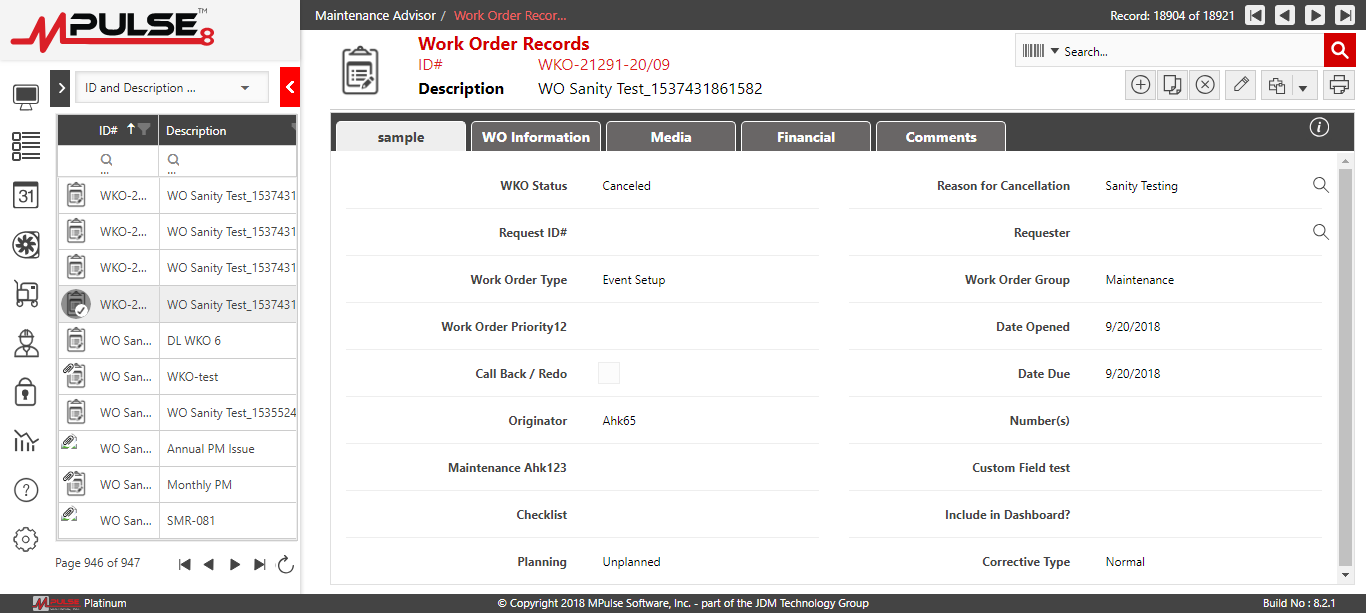 MPULSE™ 8
Maintenance Advisor / Work Order Recor...
Record: 18904 of 18921
Work Order Records
ID# WKO-21291-20/09
Description WO Sanity Test_1537431861582
Search...
ID and Description ...
ID# Description
...
...
WKO-2... WO Sanity Test_1537431
WKO-2... WO Sanity Test_1537431
WKO-2... WO Sanity Test_1537431
WKO-2... WO Sanity Test_1537431
WO San... DL WKO 6
WO San... WKO-test
WO San... WO Sanity Test_1535524
WO San... Annual PM Issue
WO San... Monthly PM
WO San... SMR-081
Page 946 of 947
31
?
sample WO Information Media Financial Comments
i
WKO Status Canceled Reason for Cancellation Sanity Testing
Request ID# Requester
Work Order Type Event Setup Work Order Group Maintenance
Work Order Priority12 Date Opened 9/20/2018
Call Back / Redo Date Due 9/20/2018
Originator Ahk65 Number(s)
Maintenance Ahk123 Custom Field test
Checklist Include in Dashboard?
Planning Unplanned Corrective Type Normal
MPULSE Platinum
© Copyright 2018 MPulse Software, Inc. - part of the JDM Technology Group
Build No : 8.2.1